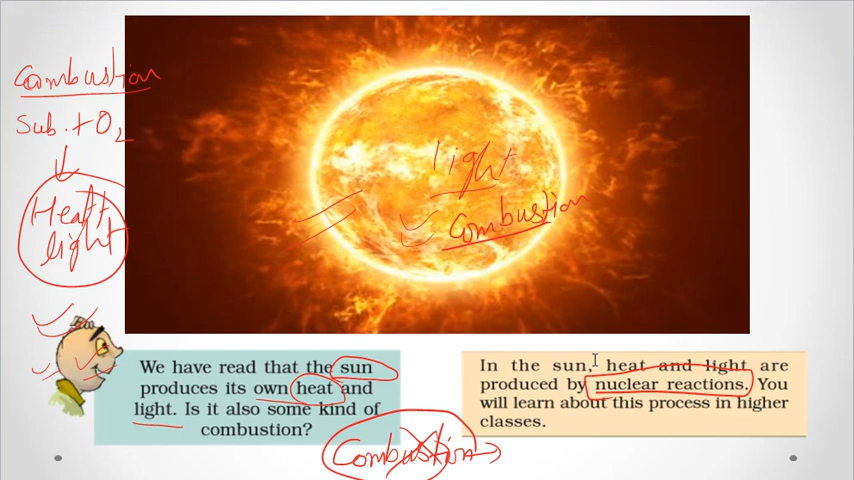 Combustion
Sub. + O2
Heat +
light
light
Combustion
We have read that the sun
produces its own heat and
light. Is it also some kind of
combustion?
In the sun, heat and light are
produced by nuclear reactions. You
will learn about this process in higher
classes.
Combustion